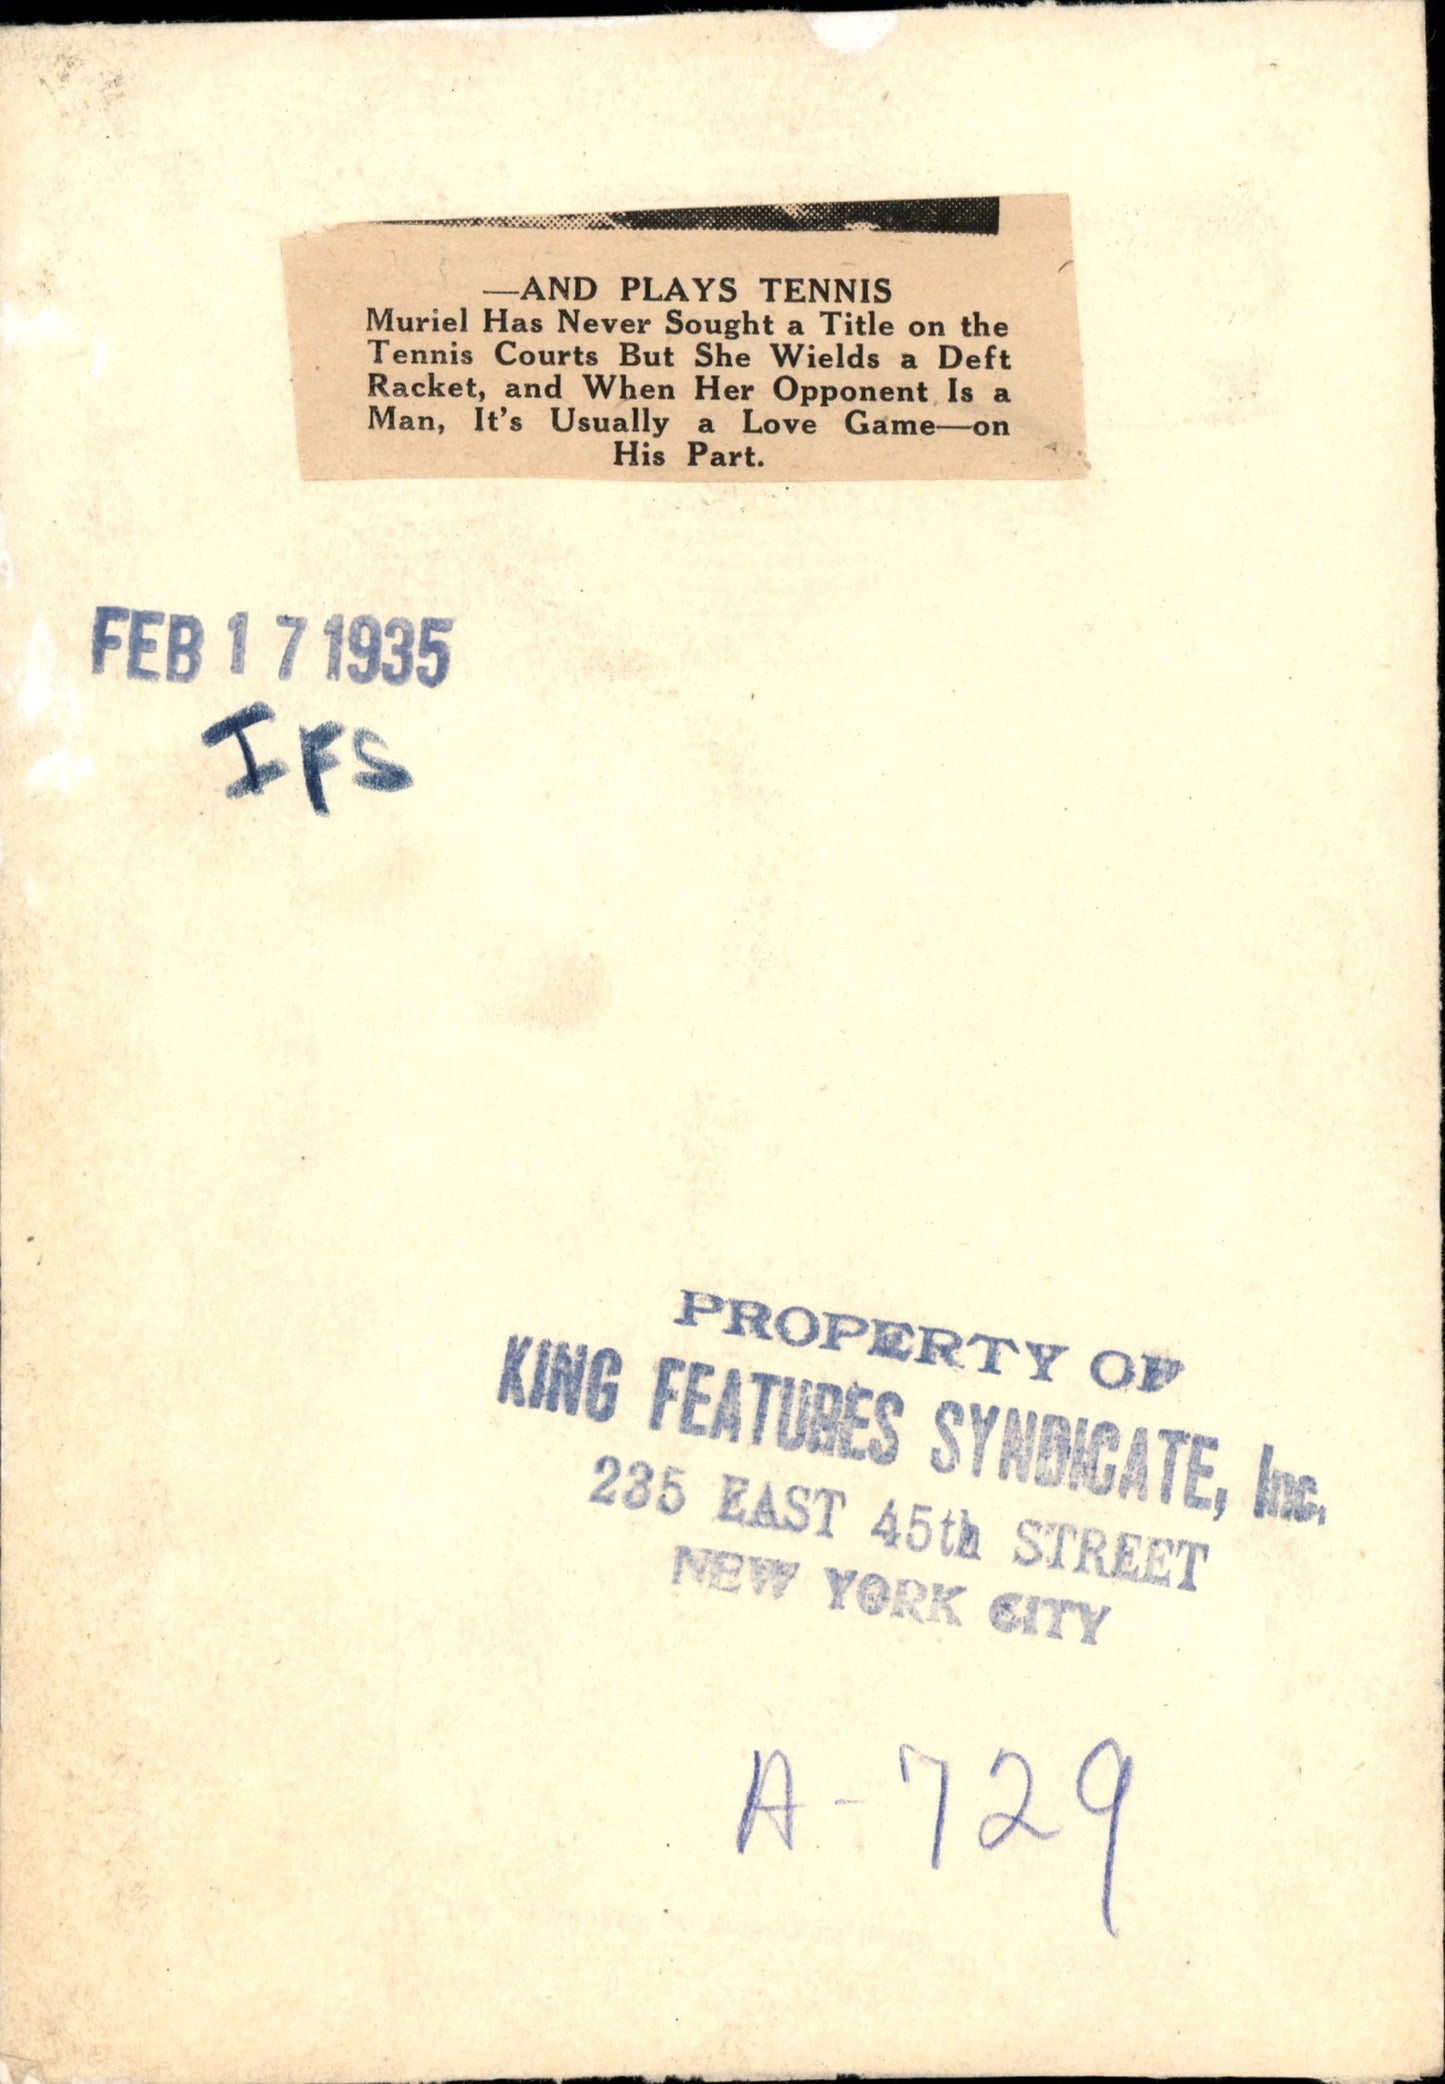 —AND PLAYS TENNIS
Muriel Has Never Sought a Title on the
Tennis Courts But She Wields a Deft
Racket, and When Her Opponent Is a
Man, It's Usually a Love Game—on
His Part.
FEB 17 1935
IFS
PROPERTY OF
KING FEATURES SYNDICATE, Inc.
235 EAST 45th STREET
NEW YORK CITY
A-729